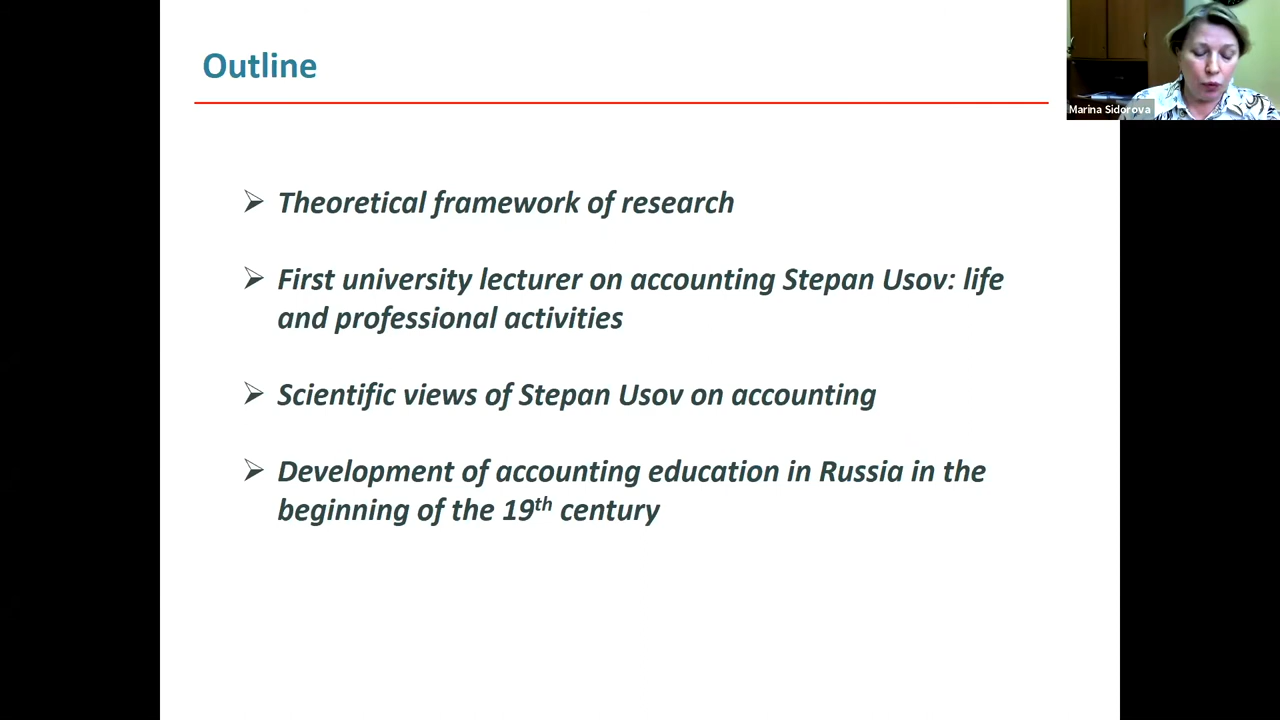 Outline
Marina Sidorova
➢ Theoretical framework of research
➢ First university lecturer on accounting Stepan Usov: life
and professional activities
➢ Scientific views of Stepan Usov on accounting
➢ Development of accounting education in Russia in the
beginning of the 19th century